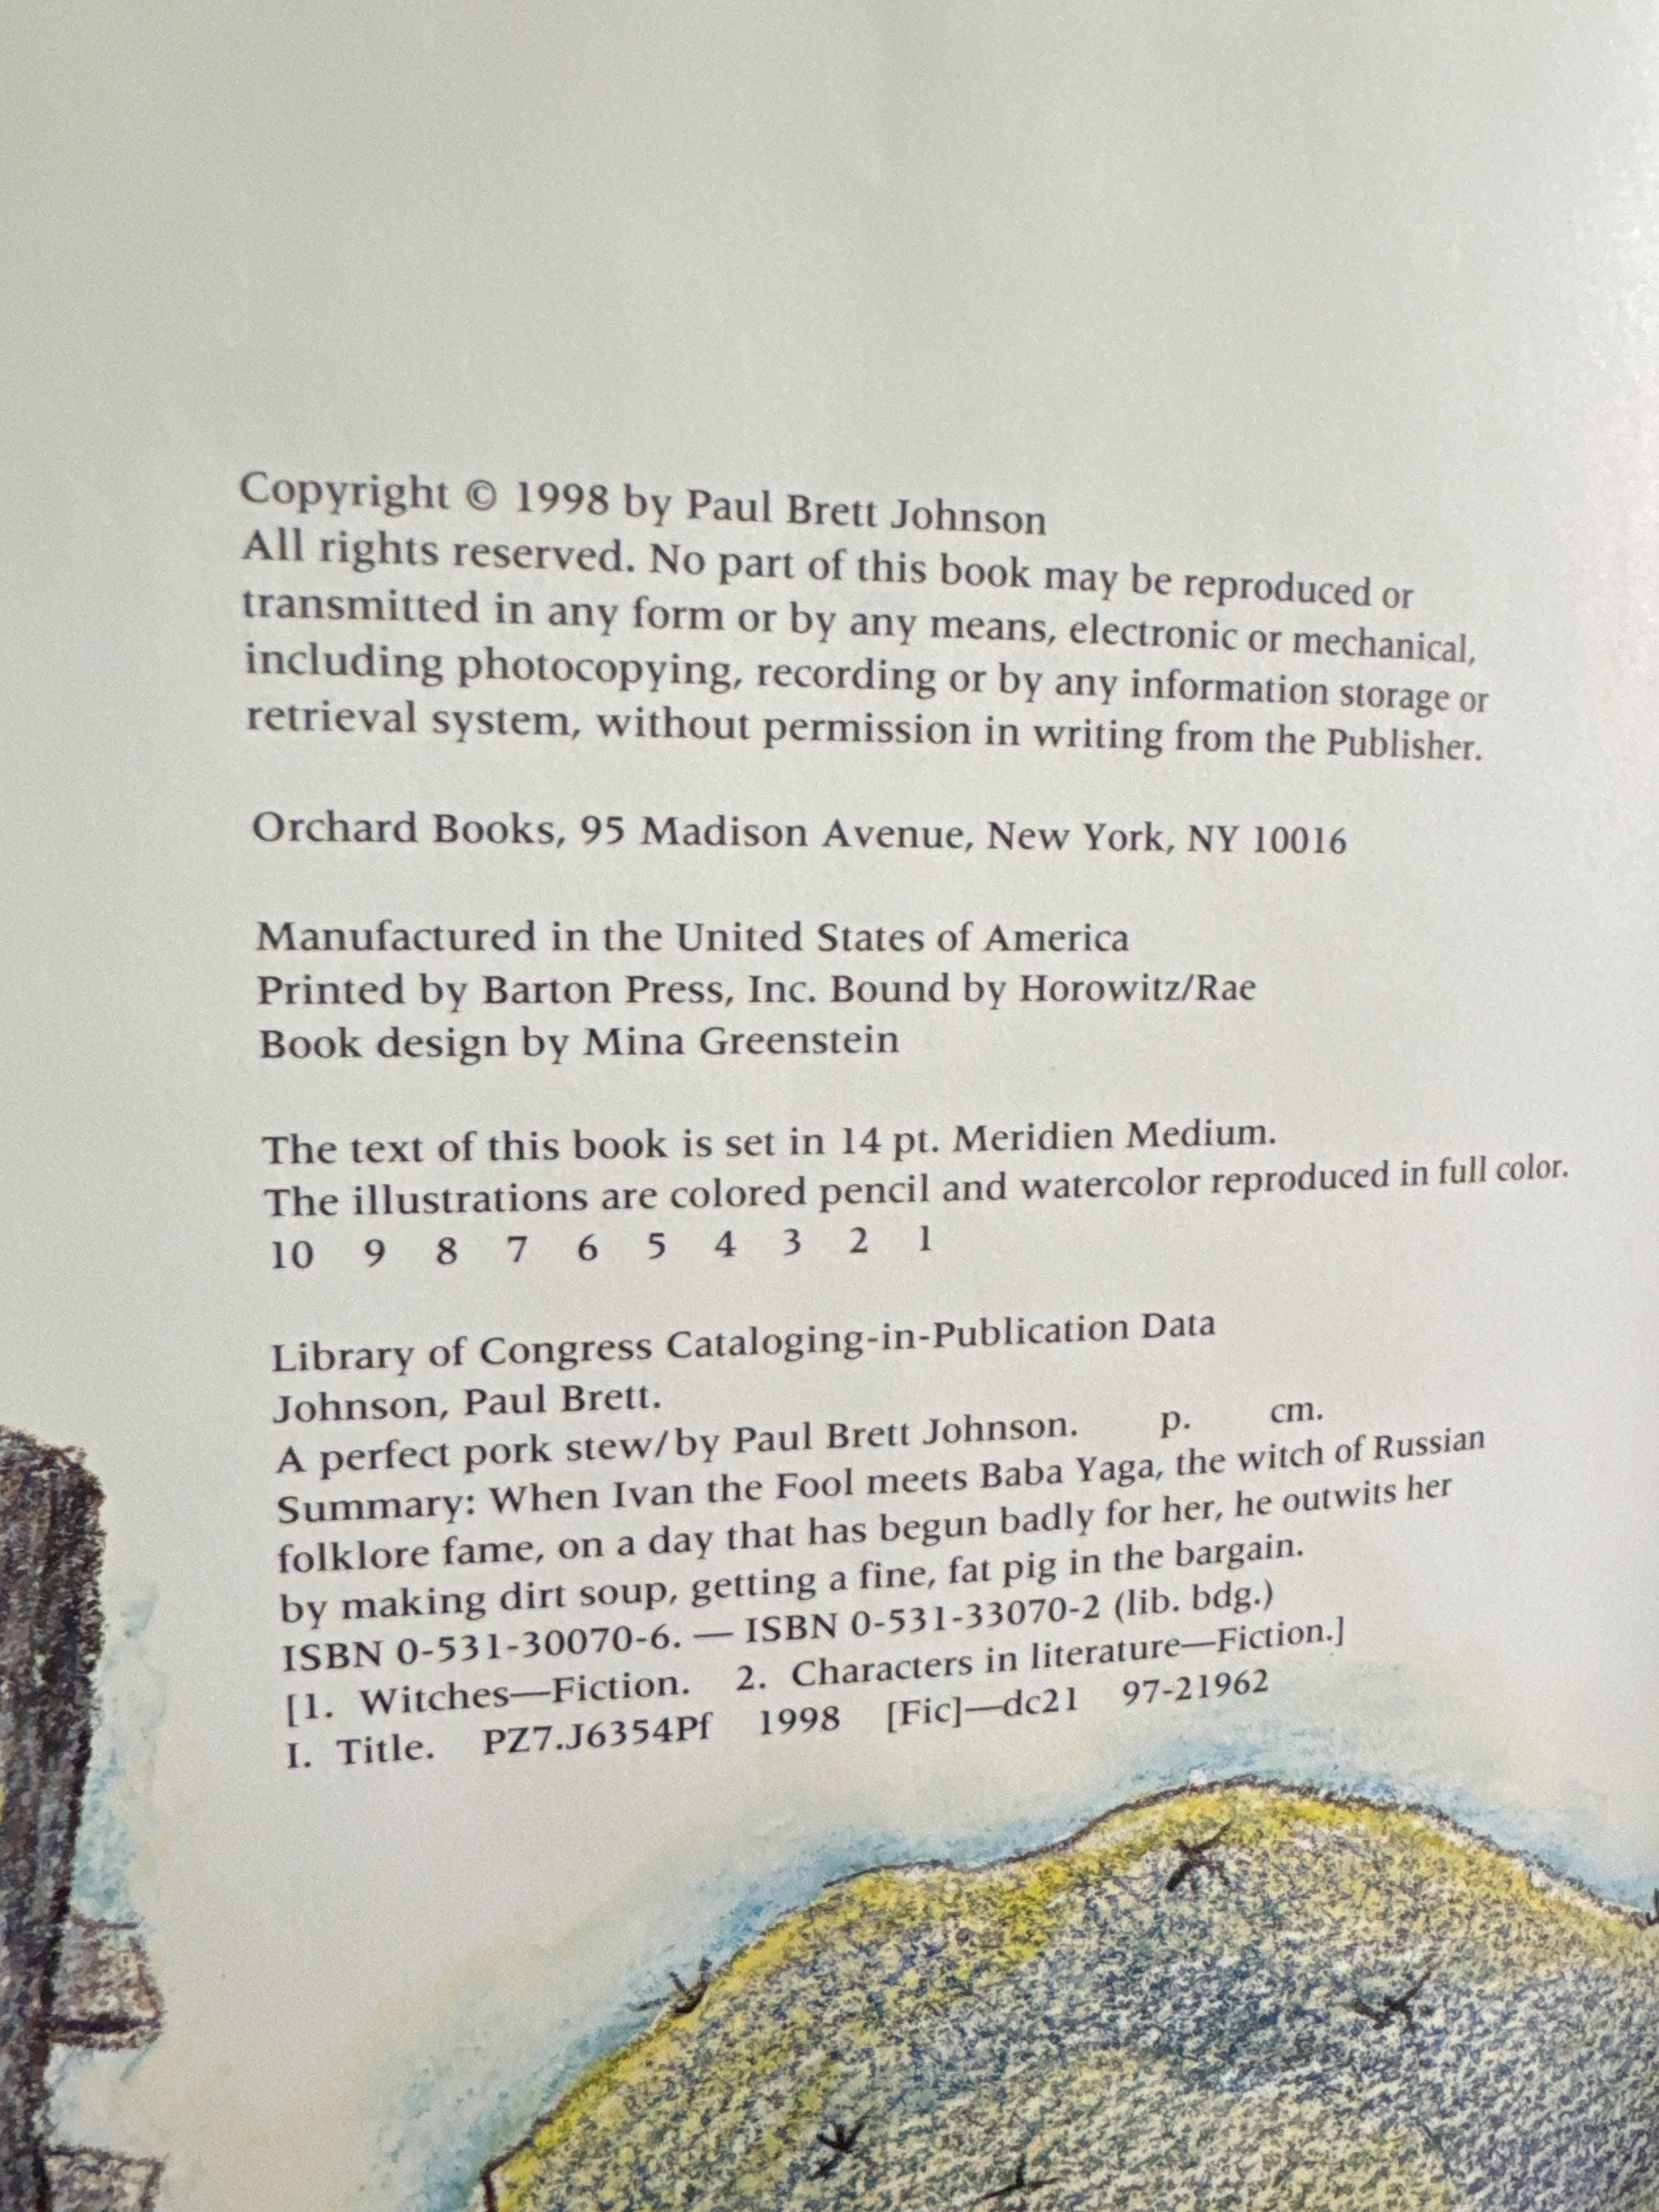 Copyright © 1998 by Paul Brett Johnson
All rights reserved. No part of this book may be reproduced or
transmitted in any form or by any means, electronic or mechanical,
including photocopying, recording or by any information storage or
retrieval system, without permission in writing from the Publisher.
Orchard Books, 95 Madison Avenue, New York, NY 10016
Manufactured in the United States of America
Printed by Barton Press, Inc. Bound by Horowitz/Rae
Book design by Mina Greenstein
The text of this book is set in 14 pt. Meridien Medium.
The illustrations are colored pencil and watercolor reproduced in full color.
10 9 8 7 6 5 4 3 2 1
Library of Congress Cataloging-in-Publication Data
Johnson, Paul Brett.
A perfect pork stew/by Paul Brett Johnson. p. cm.
Summary: When Ivan the Fool meets Baba Yaga, the witch of Russian
folklore fame, on a day that has begun badly for her, he outwits her
by making dirt soup, getting a fine, fat pig in the bargain.
ISBN 0-531-30070-6. — ISBN 0-531-33070-2 (lib. bdg.)
[1. Witches—Fiction. 2. Characters in literature—Fiction.]
I. Title. PZ7.J6354Pf 1998 [Fic]—dc21 97-21962